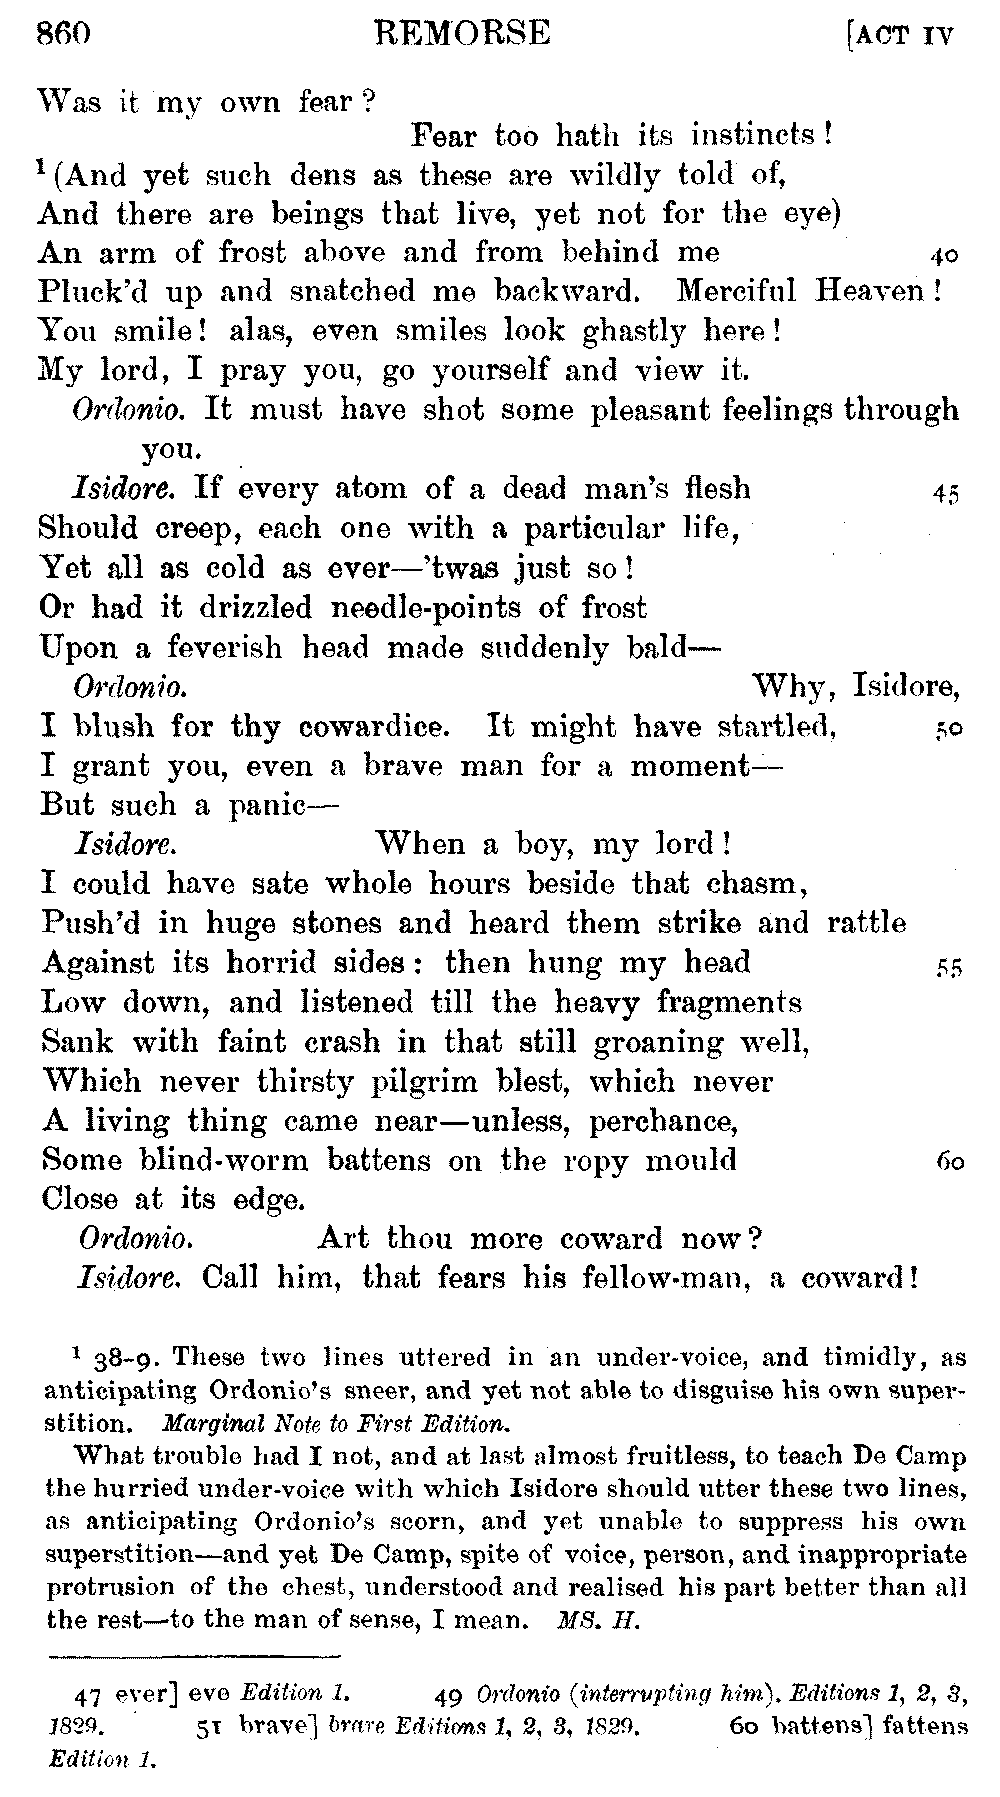 860 REMORSE [ACT IV
Was it my own fear?
Fear too hath its instincts!
¹ (And yet such dens as these are wildly told of,
And there are beings that live, yet not for the eye)
An arm of frost above and from behind me 40
Pluck'd up and snatched me backward. Merciful Heaven!
You smile! alas, even smiles look ghastly here!
My lord, I pray you, go yourself and view it.
Ordonio. It must have shot some pleasant feelings through
you.
Isidore. If every atom of a dead man's flesh 45
Should creep, each one with a particular life,
Yet all as cold as ever—'twas just so!
Or had it drizzled needle-points of frost
Upon a feverish head made suddenly bald—
Ordonio. Why, Isidore,
I blush for thy cowardice. It might have startled, 50
I grant you, even a brave man for a moment—
But such a panic—
Isidore. When a boy, my lord!
I could have sate whole hours beside that chasm,
Push'd in huge stones and heard them strike and rattle
Against its horrid sides: then hung my head 55
Low down, and listened till the heavy fragments
Sank with faint crash in that still groaning well,
Which never thirsty pilgrim blest, which never
A living thing came near—unless, perchance,
Some blind-worm battens on the ropy mould 60
Close at its edge.
Ordonio. Art thou more coward now?
Isidore. Call him, that fears his fellow-man, a coward!
¹ 38-9. These two lines uttered in an under-voice, and timidly, as
anticipating Ordonio's sneer, and yet not able to disguise his own super-
stition. Marginal Note to First Edition.
What trouble had I not, and at last almost fruitless, to teach De Camp
the hurried under-voice with which Isidore should utter these two lines,
as anticipating Ordonio's scorn, and yet unable to suppress his own
superstition—and yet De Camp, spite of voice, person, and inappropriate
protrusion of the chest, understood and realised his part better than all
the rest—to the man of sense, I mean. MS. H.
47 ever] eve Edition 1. 49 Ordonio (interrupting him). Editions 1, 2, 3,
1829. 51 brave] brave Editions 1, 2, 3, 1829. 60 battens] fattens
Edition 1.